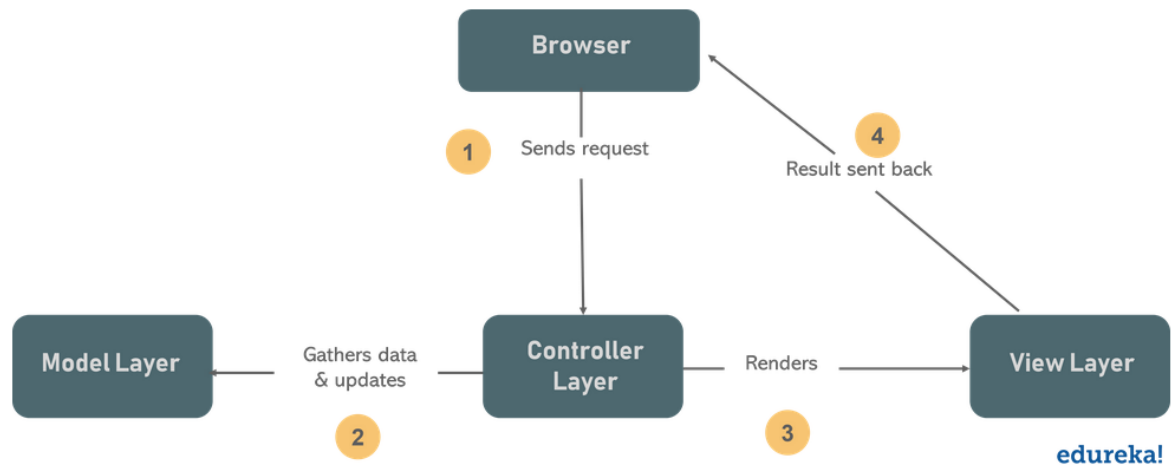 Browser
1
Sends request
4
Result sent back
Model Layer
Gathers data
& updates
2
Controller
Layer
Renders
3
View Layer
edureka!